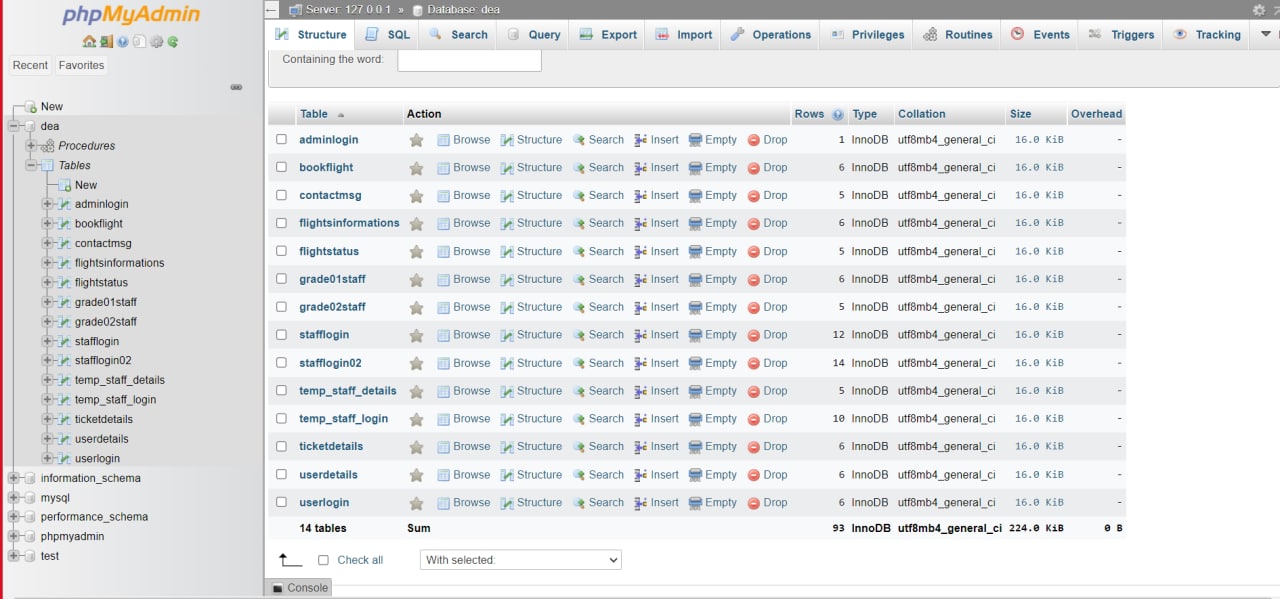 phpMyAdmin
Recent Favorites
New
dea
Procedures
Tables
New
adminlogin
bookflight
contactmsg
flightsinformations
flightstatus
grade01staff
grade02staff
stafflogin
stafflogin02
temp_staff_details
temp_staff_login
ticketdetails
userdetails
userlogin
information_schema
mysql
performance_schema
phpmyadmin
test
Server: 127.0.0.1 » Database: dea
Structure SQL Search Query Export Import Operations Privileges Routines Events Triggers Tracking
Containing the word:
Table Action Rows Type Collation Size Overhead
adminlogin Browse Structure Search Insert Empty Drop 1 InnoDB utf8mb4_general_ci 16.0 KiB -
bookflight Browse Structure Search Insert Empty Drop 6 InnoDB utf8mb4_general_ci 16.0 KiB -
contactmsg Browse Structure Search Insert Empty Drop 5 InnoDB utf8mb4_general_ci 16.0 KiB -
flightsinformations Browse Structure Search Insert Empty Drop 6 InnoDB utf8mb4_general_ci 16.0 KiB -
flightstatus Browse Structure Search Insert Empty Drop 5 InnoDB utf8mb4_general_ci 16.0 KiB -
grade01staff Browse Structure Search Insert Empty Drop 6 InnoDB utf8mb4_general_ci 16.0 KiB -
grade02staff Browse Structure Search Insert Empty Drop 5 InnoDB utf8mb4_general_ci 16.0 KiB -
stafflogin Browse Structure Search Insert Empty Drop 12 InnoDB utf8mb4_general_ci 16.0 KiB -
stafflogin02 Browse Structure Search Insert Empty Drop 14 InnoDB utf8mb4_general_ci 16.0 KiB -
temp_staff_details Browse Structure Search Insert Empty Drop 5 InnoDB utf8mb4_general_ci 16.0 KiB -
temp_staff_login Browse Structure Search Insert Empty Drop 10 InnoDB utf8mb4_general_ci 16.0 KiB -
ticketdetails Browse Structure Search Insert Empty Drop 6 InnoDB utf8mb4_general_ci 16.0 KiB -
userdetails Browse Structure Search Insert Empty Drop 6 InnoDB utf8mb4_general_ci 16.0 KiB -
userlogin Browse Structure Search Insert Empty Drop 6 InnoDB utf8mb4_general_ci 16.0 KiB -
14 tables Sum 93 InnoDB utf8mb4_general_ci 224.0 KiB 0 B
Check all With selected:
Console